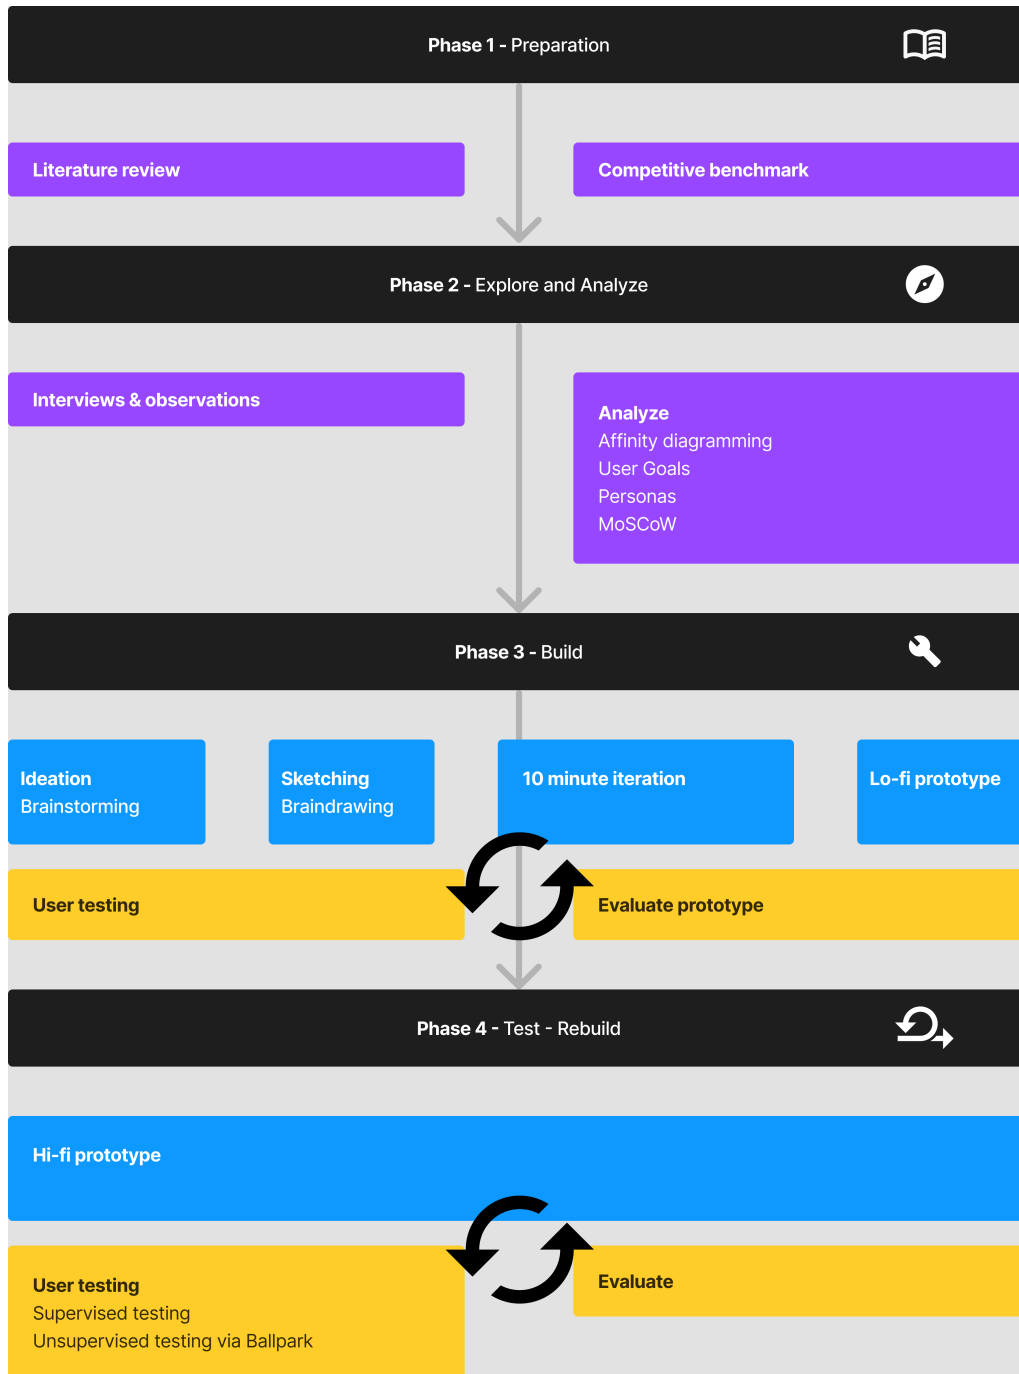 Phase 1 - Preparation
Literature review
Competitive benchmark
Phase 2 - Explore and Analyze
Interviews & observations
Analyze
Affinity diagramming
User Goals
Personas
MoSCoW
Phase 3 - Build
Ideation
Brainstorming
Sketching
Braindrawing
10 minute iteration
Lo-fi prototype
User testing
Evaluate prototype
Phase 4 - Test - Rebuild
Hi-fi prototype
User testing
Supervised testing
Unsupervised testing via Ballpark
Evaluate